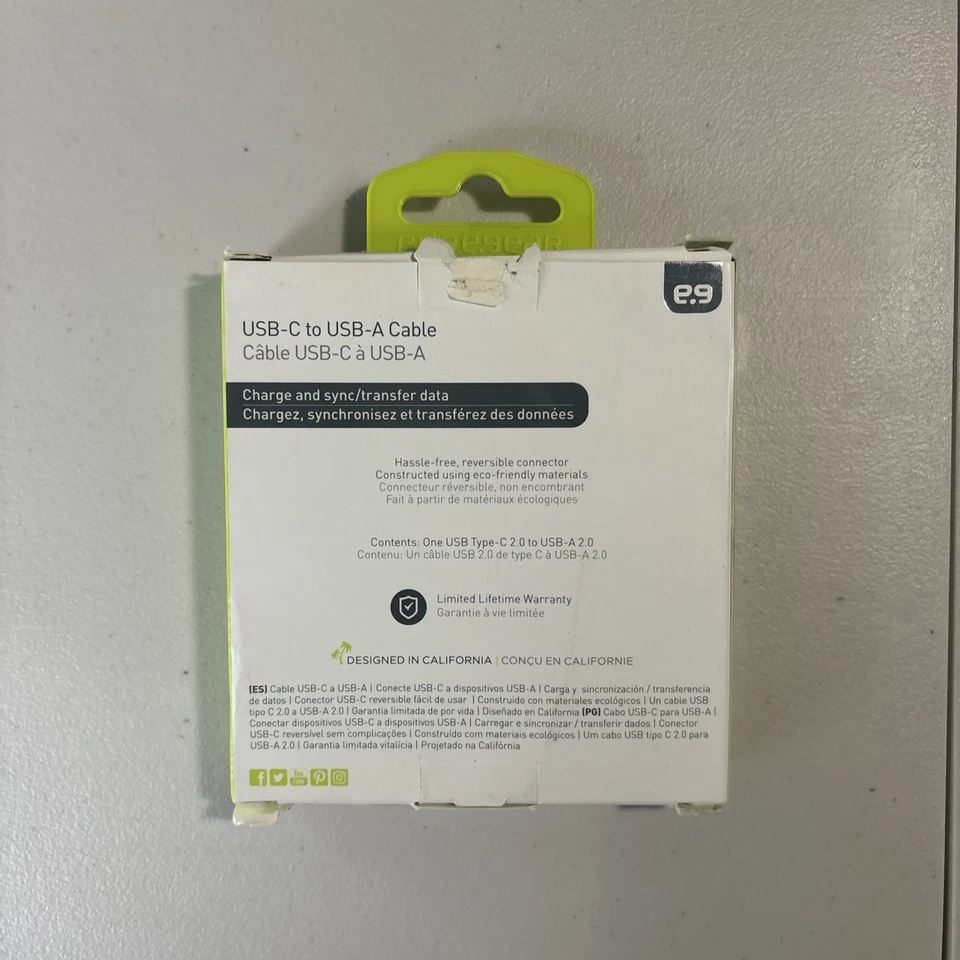 puregear
e.g
USB-C to USB-A Cable
Câble USB-C à USB-A
Charge and sync/transfer data
Chargez, synchronisez et transférez des données
Hassle-free, reversible connector
Constructed using eco-friendly materials
Connecteur réversible, non encombrant
Fait à partir de matériaux écologiques
Contents: One USB Type-C 2.0 to USB-A 2.0
Contenu: Un câble USB 2.0 de type C à USB-A 2.0
Limited Lifetime Warranty
Garantie à vie limitée
DESIGNED IN CALIFORNIA | CONÇU EN CALIFORNIE
(ES) Cable USB-C a USB-A | Conecte USB-C a dispositivos USB-A | Carga y sincronización / transferencia
de datos | Conector USB-C reversible fácil de usar | Construido con materiales ecológicos | Un cable USB
tipo C 2.0 a USB-A 2.0 | Garantia limitada de por vida | Diseñado en California (PG) Cabo USB-C para USB-A |
Conectar dispositivos USB-C a dispositivos USB-A | Carregar e sincronizar / transferir dados | Conector
USB-C reversível sem complicações | Construído com materiais ecológicos | Um cabo USB tipo C 2.0 para
USB-A 2.0 | Garantia limitada vitalícia | Projetado na Califórnia
You Tube